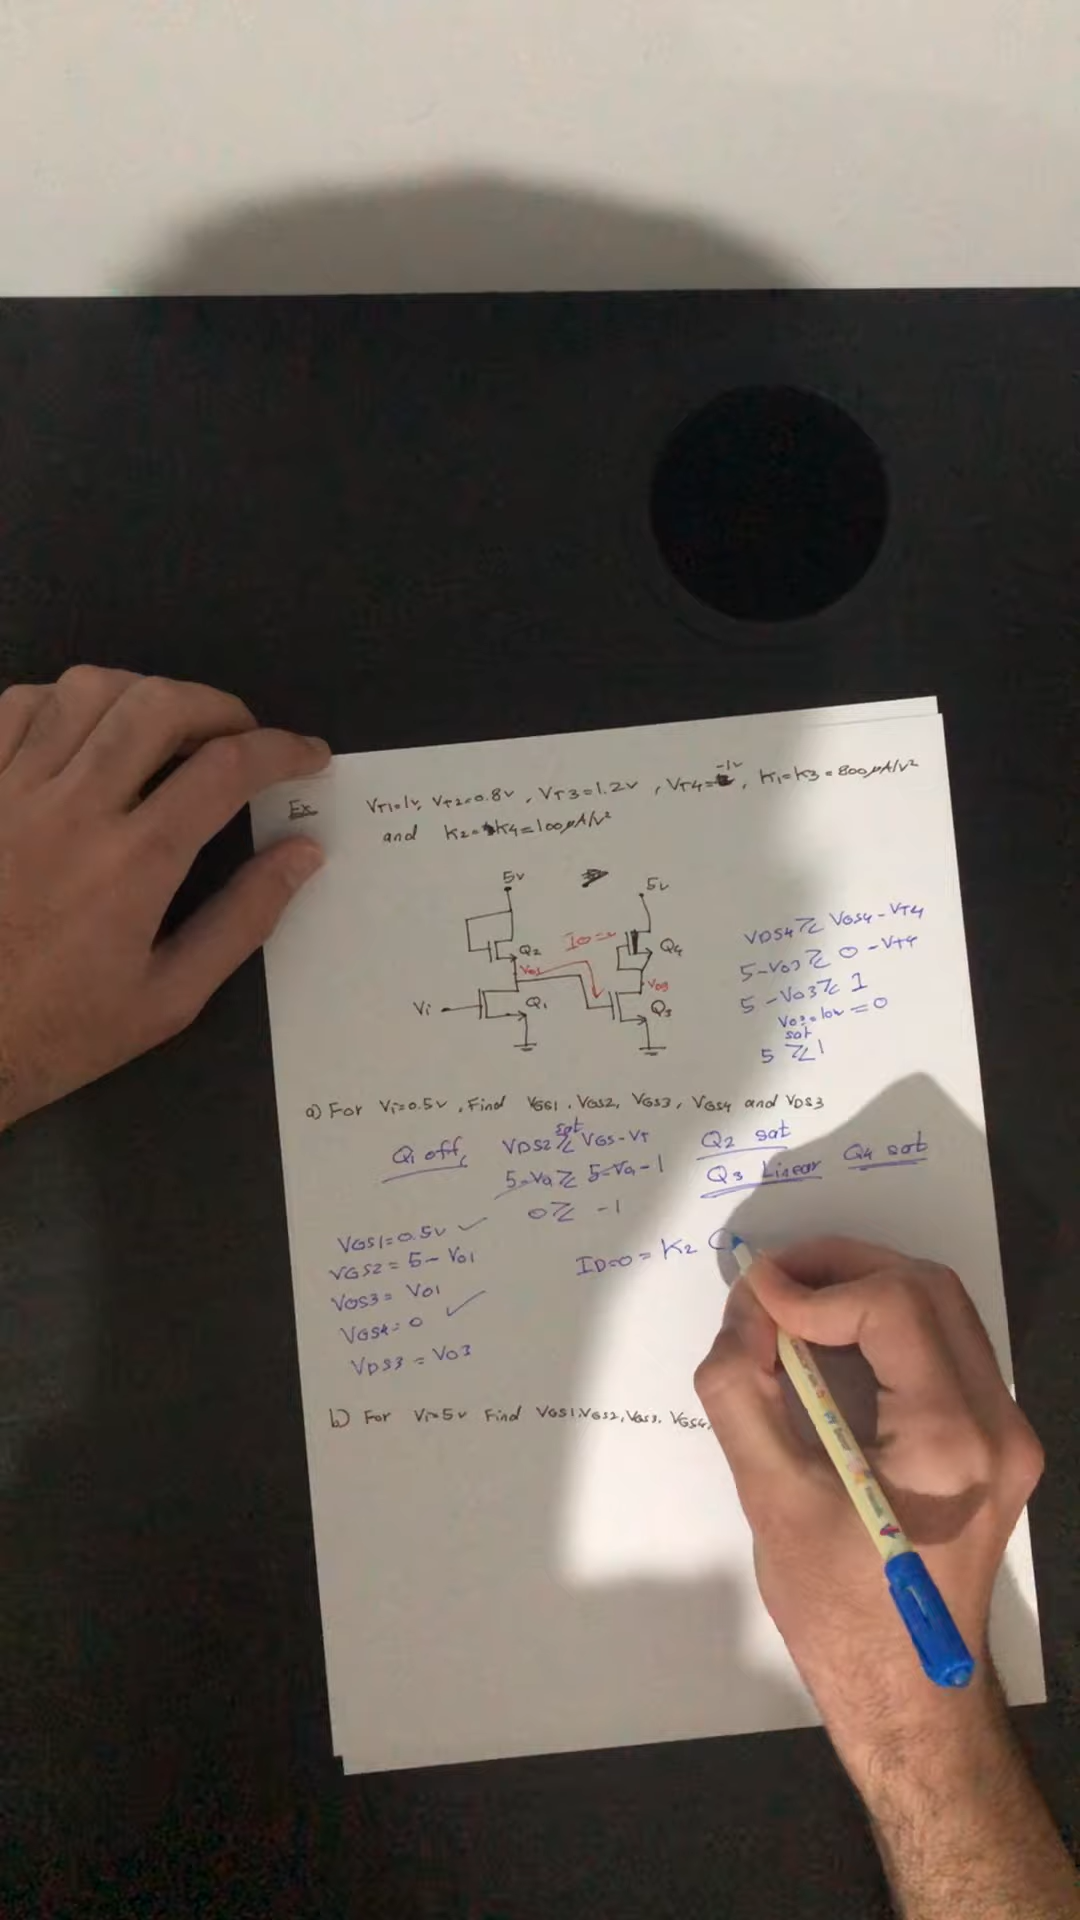 Ex VT1=1v, VT2=0.8v, VT3=1.2v, VT4= -1v, K1=K3=800µA/v²
and K2=K4=100µA/v²
5v
5v
Q2
IO=
Q4
VO1
VO3
Vi
Q1
Q3
VDS4 ≥ VGS4-VT4
5-VO3 ≥ 0-VT4
5-VO3 ≥ 1
VO3=low=0
sat
5 ≥ 1
a) For Vi=0.5v, Find VGS1, VGS2, VGS3, VGS4 and VDS3
Q1 off, VDS2 ≥ VGS-VT Q2 sat
sat
5-Va ≥ 5-Va-1 Q3 Linear Q4 sat
0 ≥ -1
VGS1=0.5v ✓
VGS2=5-VO1
VGS3=VO1
VGS4=0 ✓
VDS3=VO3
ID=0=K2 (
b) For Vi=5v Find VGS1,VGS2,VGS3, VGS4,